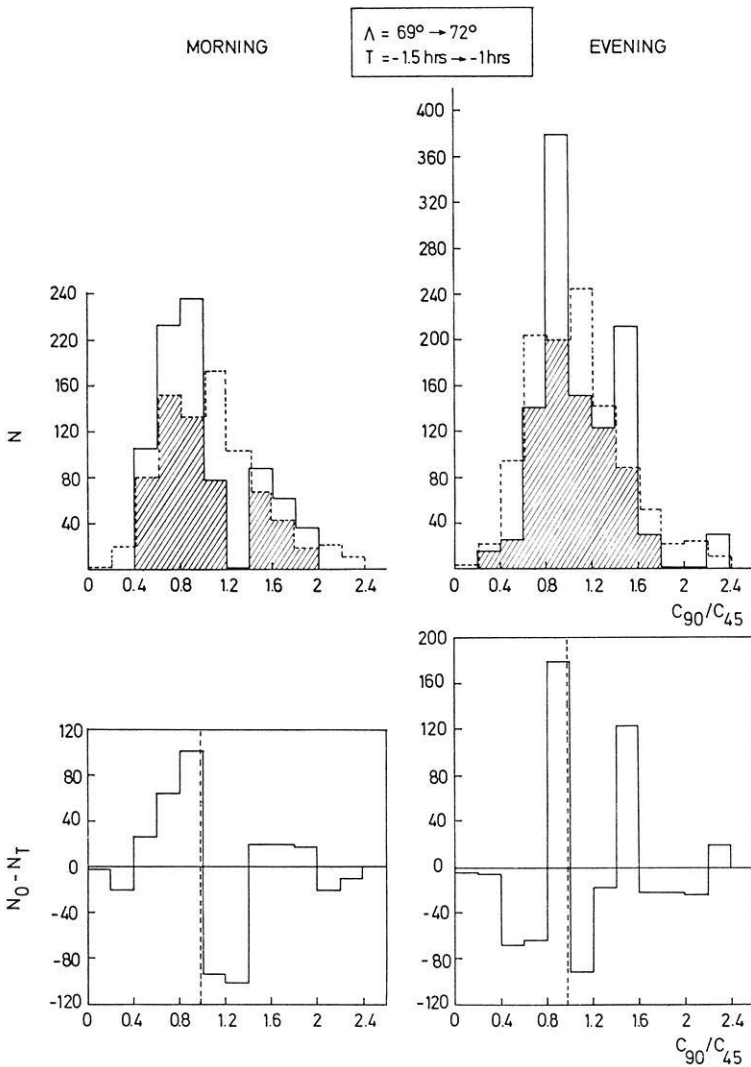 MORNING
Λ = 69° → 72°
T = -1.5 hrs → -1 hrs
EVENING
400
360
320
280
240
200
160
120
80
40
240
220
160
120
80
40
N
0 0.4 0.8 1.2 1.6 2 2.4
0 0.4 0.8 1.2 1.6 2 2.4
C90/C45
200
160
120
80
40
0
-40
-80
-120
120
80
40
0
-40
-80
-120
N0 - NT
0 0.4 0.8 1.2 1.6 2 2.4
0 0.4 0.8 1.2 1.6 2 2.4
C90/C45